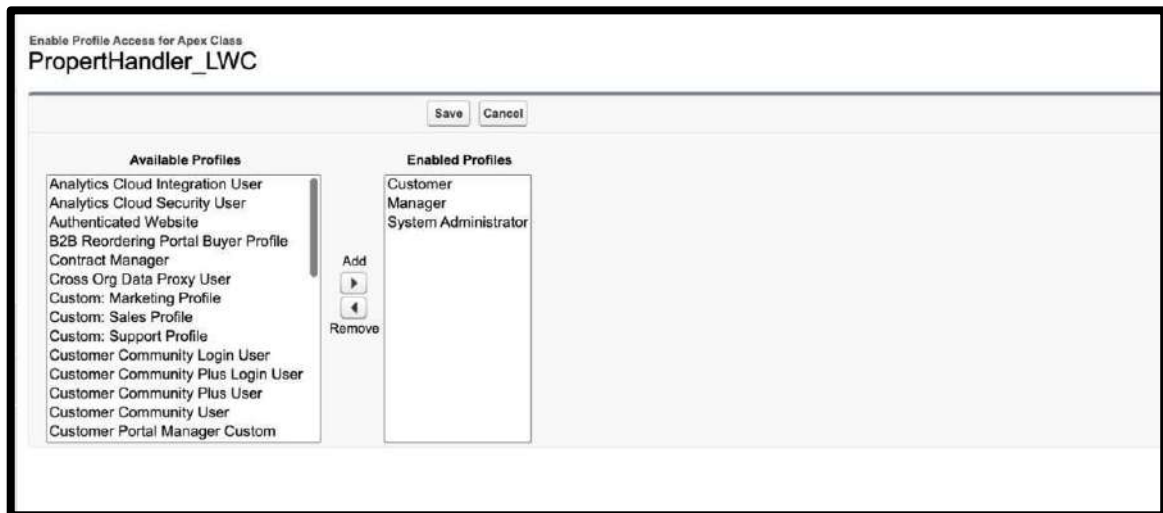 Enable Profile Access for Apex Class
PropertHandler_LWC
Save Cancel
Available Profiles
Analytics Cloud Integration User
Analytics Cloud Security User
Authenticated Website
B2B Reordering Portal Buyer Profile
Contract Manager
Cross Org Data Proxy User
Custom: Marketing Profile
Custom: Sales Profile
Custom: Support Profile
Customer Community Login User
Customer Community Plus Login User
Customer Community Plus User
Customer Community User
Customer Portal Manager Custom
Add
Remove
Enabled Profiles
Customer
Manager
System Administrator